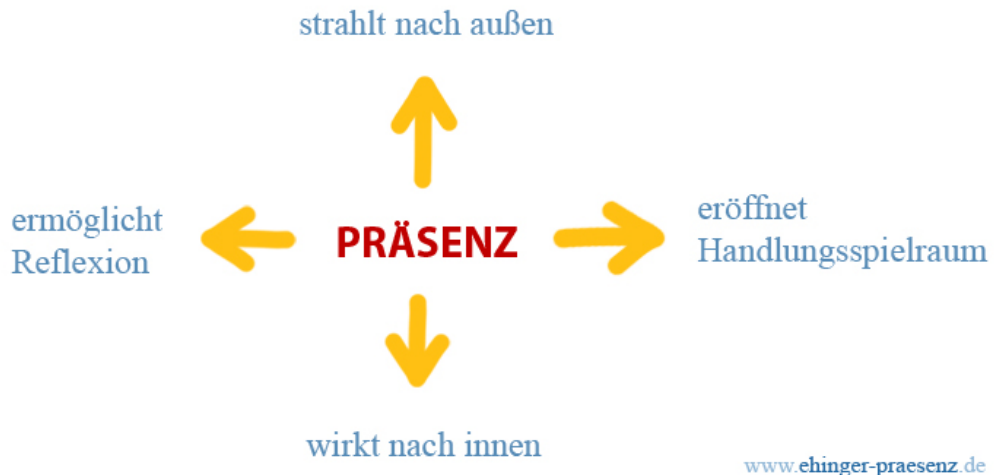 strahlt nach außen
ermöglicht
Reflexion
PRÄSENZ
eröffnet
Handlungsspielraum
wirkt nach innen
www.ehinger-praesenz.de